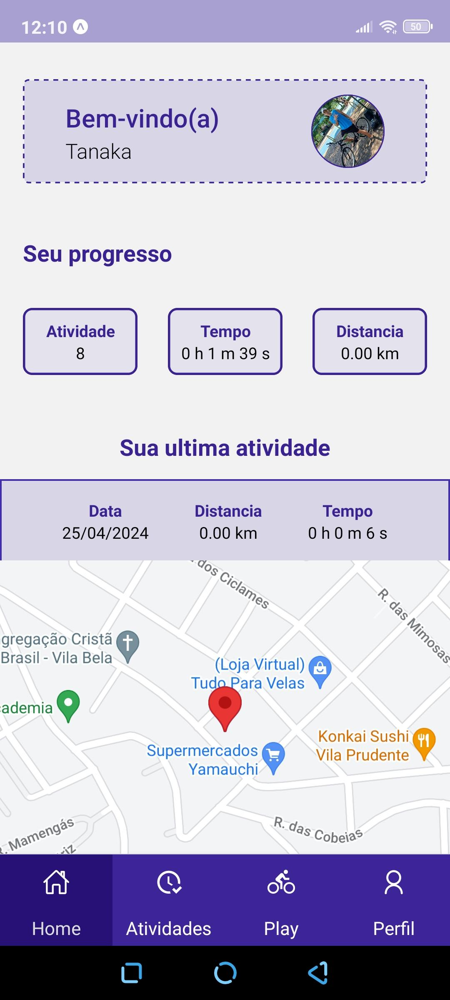 12:10
50
Bem-vindo(a)
Tanaka
Seu progresso
Atividade
8
Tempo
0 h 1 m 39 s
Distancia
0.00 km
Sua ultima atividade
Data
25/04/2024
Distancia
0.00 km
Tempo
0 h 0 m 6 s
dos Ciclames
R. das Mimosas
gregação Cristã
Brasil - Vila Bela
(Loja Virtual)
Tudo Para Velas
cademia
Konkai Sushi
Vila Prudente
Supermercados
Yamauchi
R. das Cobeias
R. Mamengás
riz
Home
Atividades
Play
Perfil